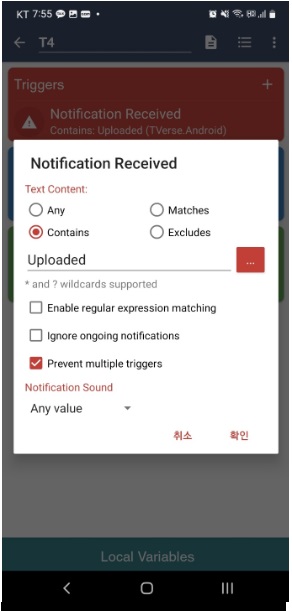 KT 7:55
T4
Triggers
Notification Received
Contains: Uploaded (TVerse.Android)
Notification Received
Text Content:
Any
Matches
Contains
Excludes
Uploaded
...
* and ? wildcards supported
Enable regular expression matching
Ignore ongoing notifications
Prevent multiple triggers
Notification Sound
Any value
취소
확인
Local Variables